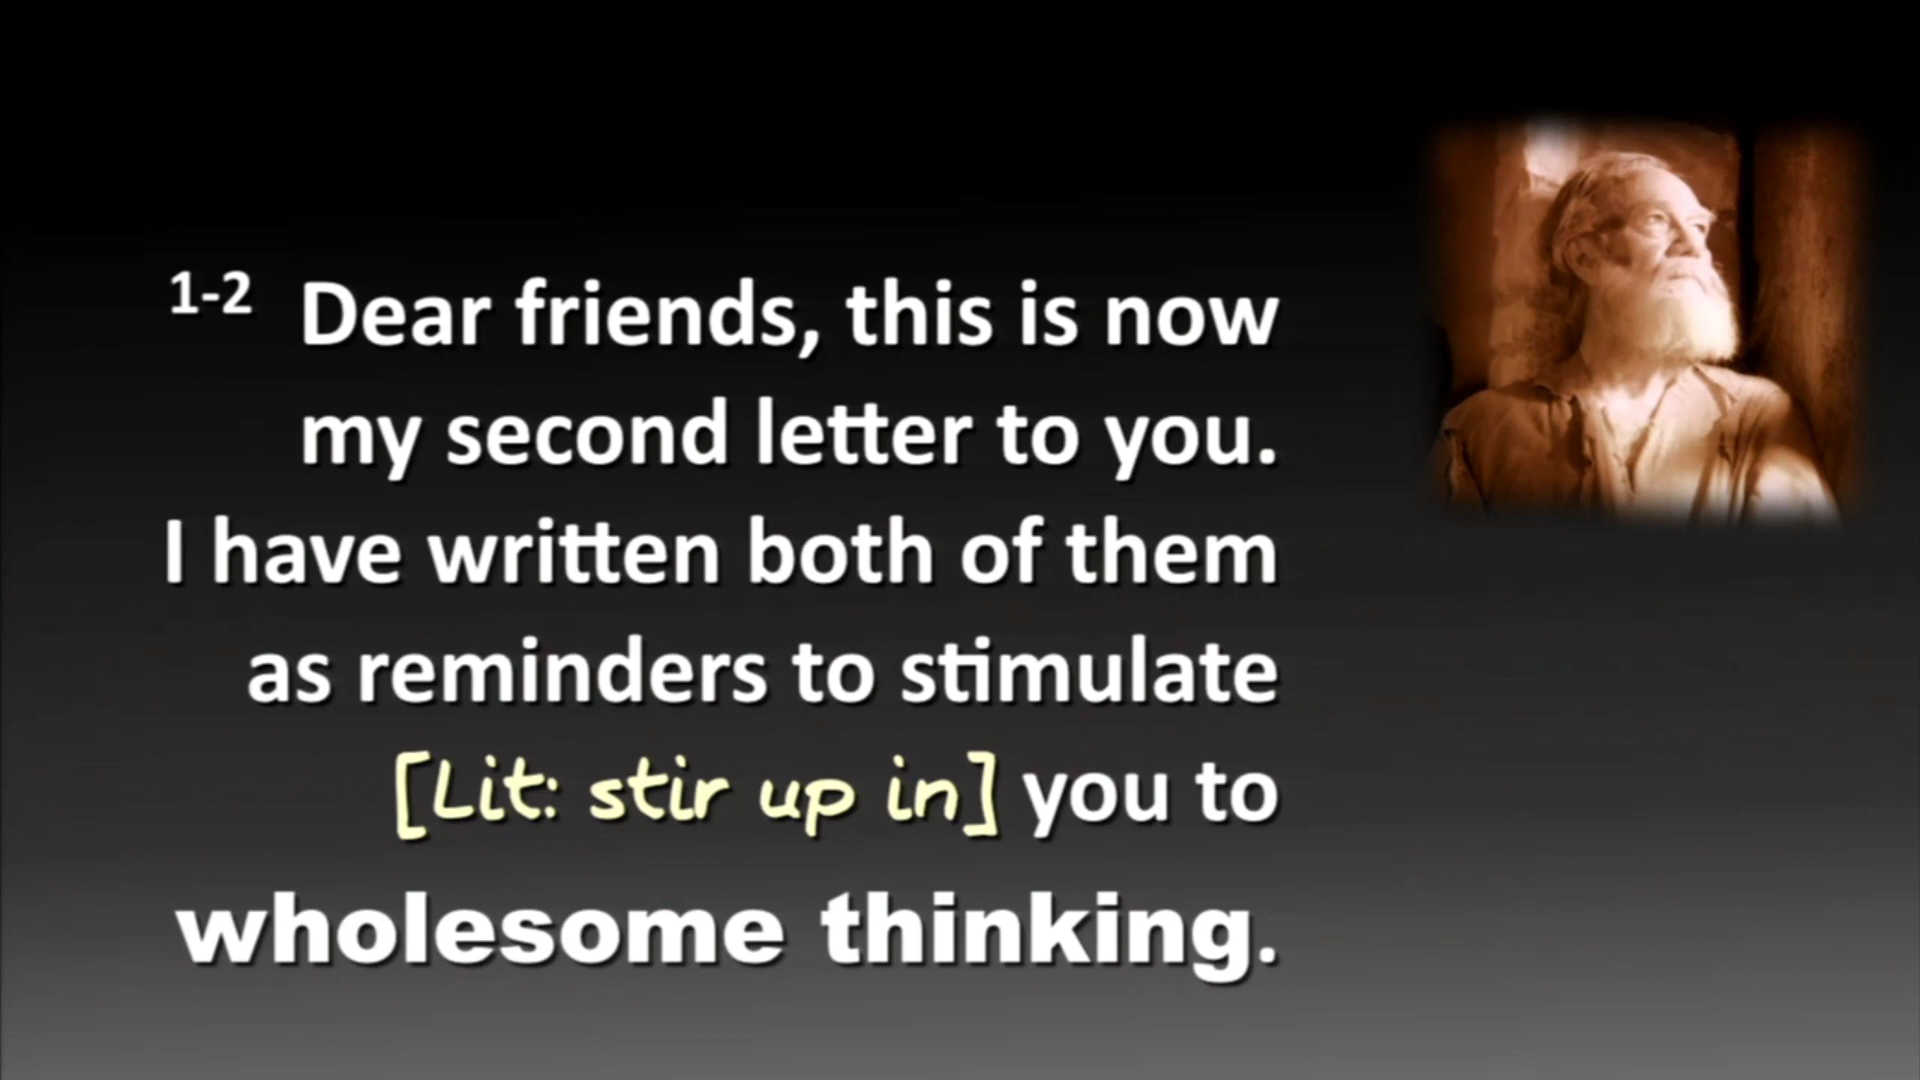 1-2 Dear friends, this is now
my second letter to you.
I have written both of them
as reminders to stimulate
[Lit: stir up in] you to
wholesome thinking.